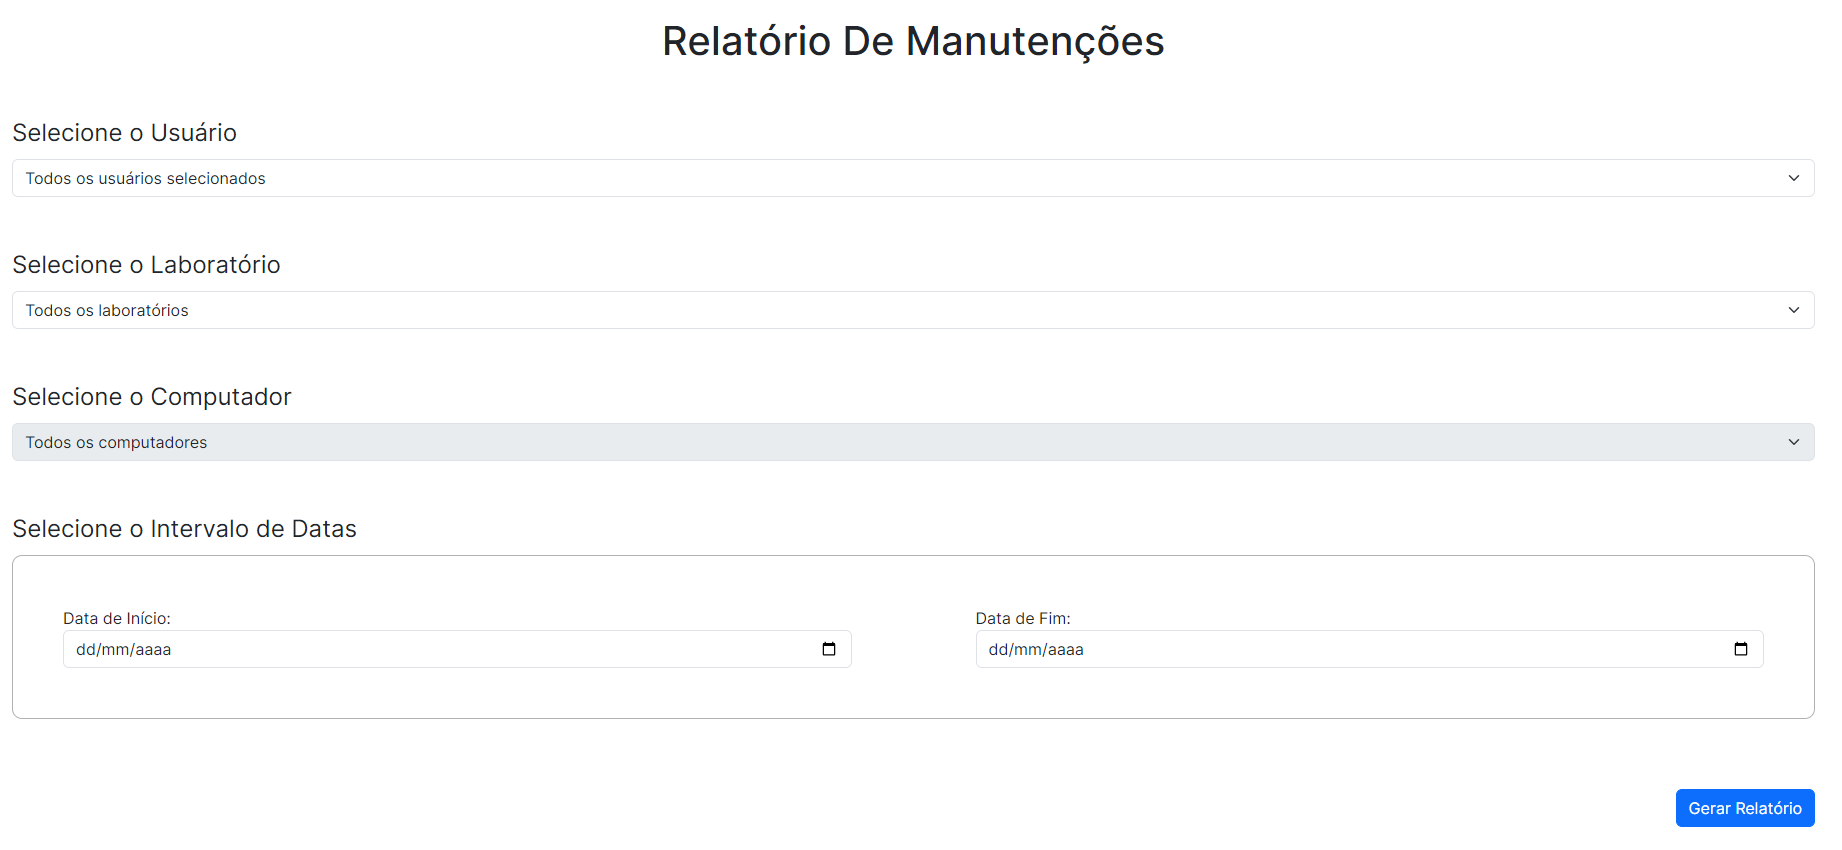 Relatório De Manutenções
Selecione o Usuário
Todos os usuários selecionados
Selecione o Laboratório
Todos os laboratórios
Selecione o Computador
Todos os computadores
Selecione o Intervalo de Datas
Data de Início:
dd/mm/aaaa
Data de Fim:
dd/mm/aaaa
Gerar Relatório